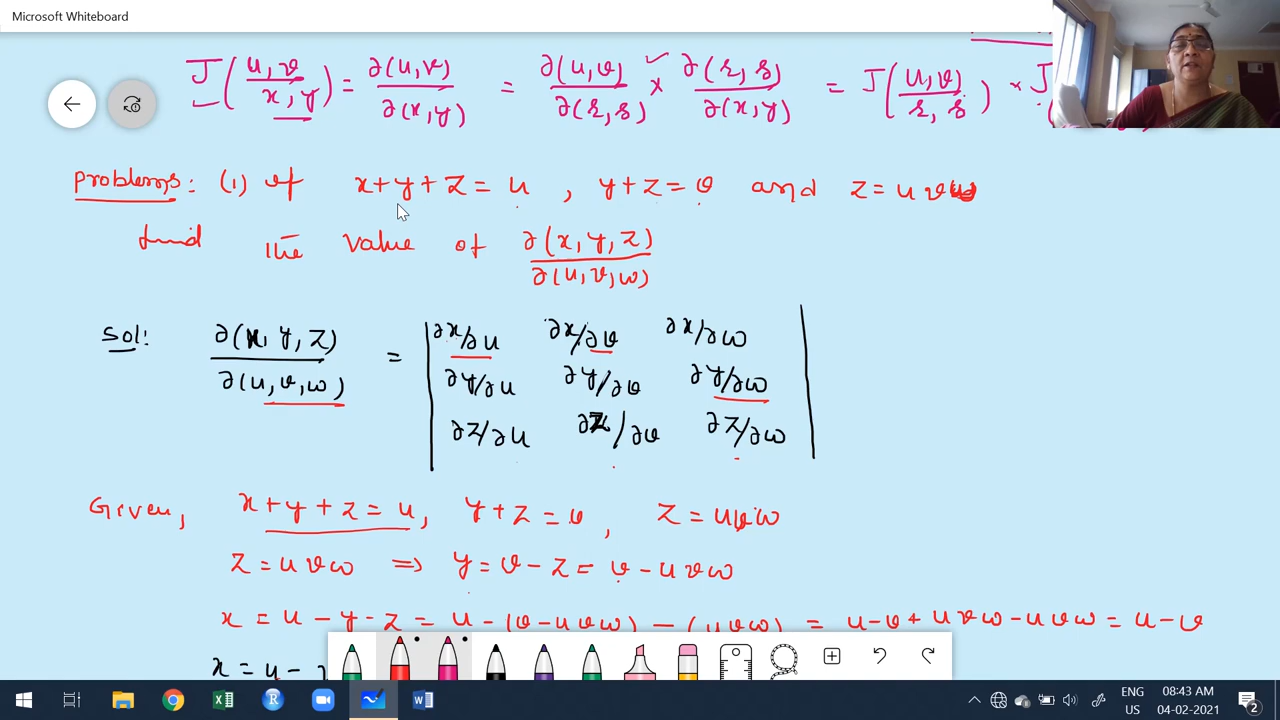 Microsoft Whiteboard
J(u,v/x,y) = ∂(u,v)/∂(x,y) = ∂(u,v)/∂(r,s) × ∂(r,s)/∂(x,y) = J(u,v/r,s) × J
Problems: (1) If x+y+z = u , y+z = v and z = uvw
find the value of ∂(x,y,z)/∂(u,v,w)
Sol: ∂(x,y,z)/∂(u,v,w) = | ∂x/∂u ∂x/∂v ∂x/∂w
∂y/∂u ∂y/∂v ∂y/∂w
∂z/∂u ∂z/∂v ∂z/∂w |
Given, x+y+z = u, y+z = v, z = uvw
z = uvw ⇒ y = v-z = v-uvw
x = u-y-z = u-(v-uvw)-(uvw) = u-v+uvw-uvw = u-v
x = u-
ENG
US
08:43 AM
04-02-2021
2